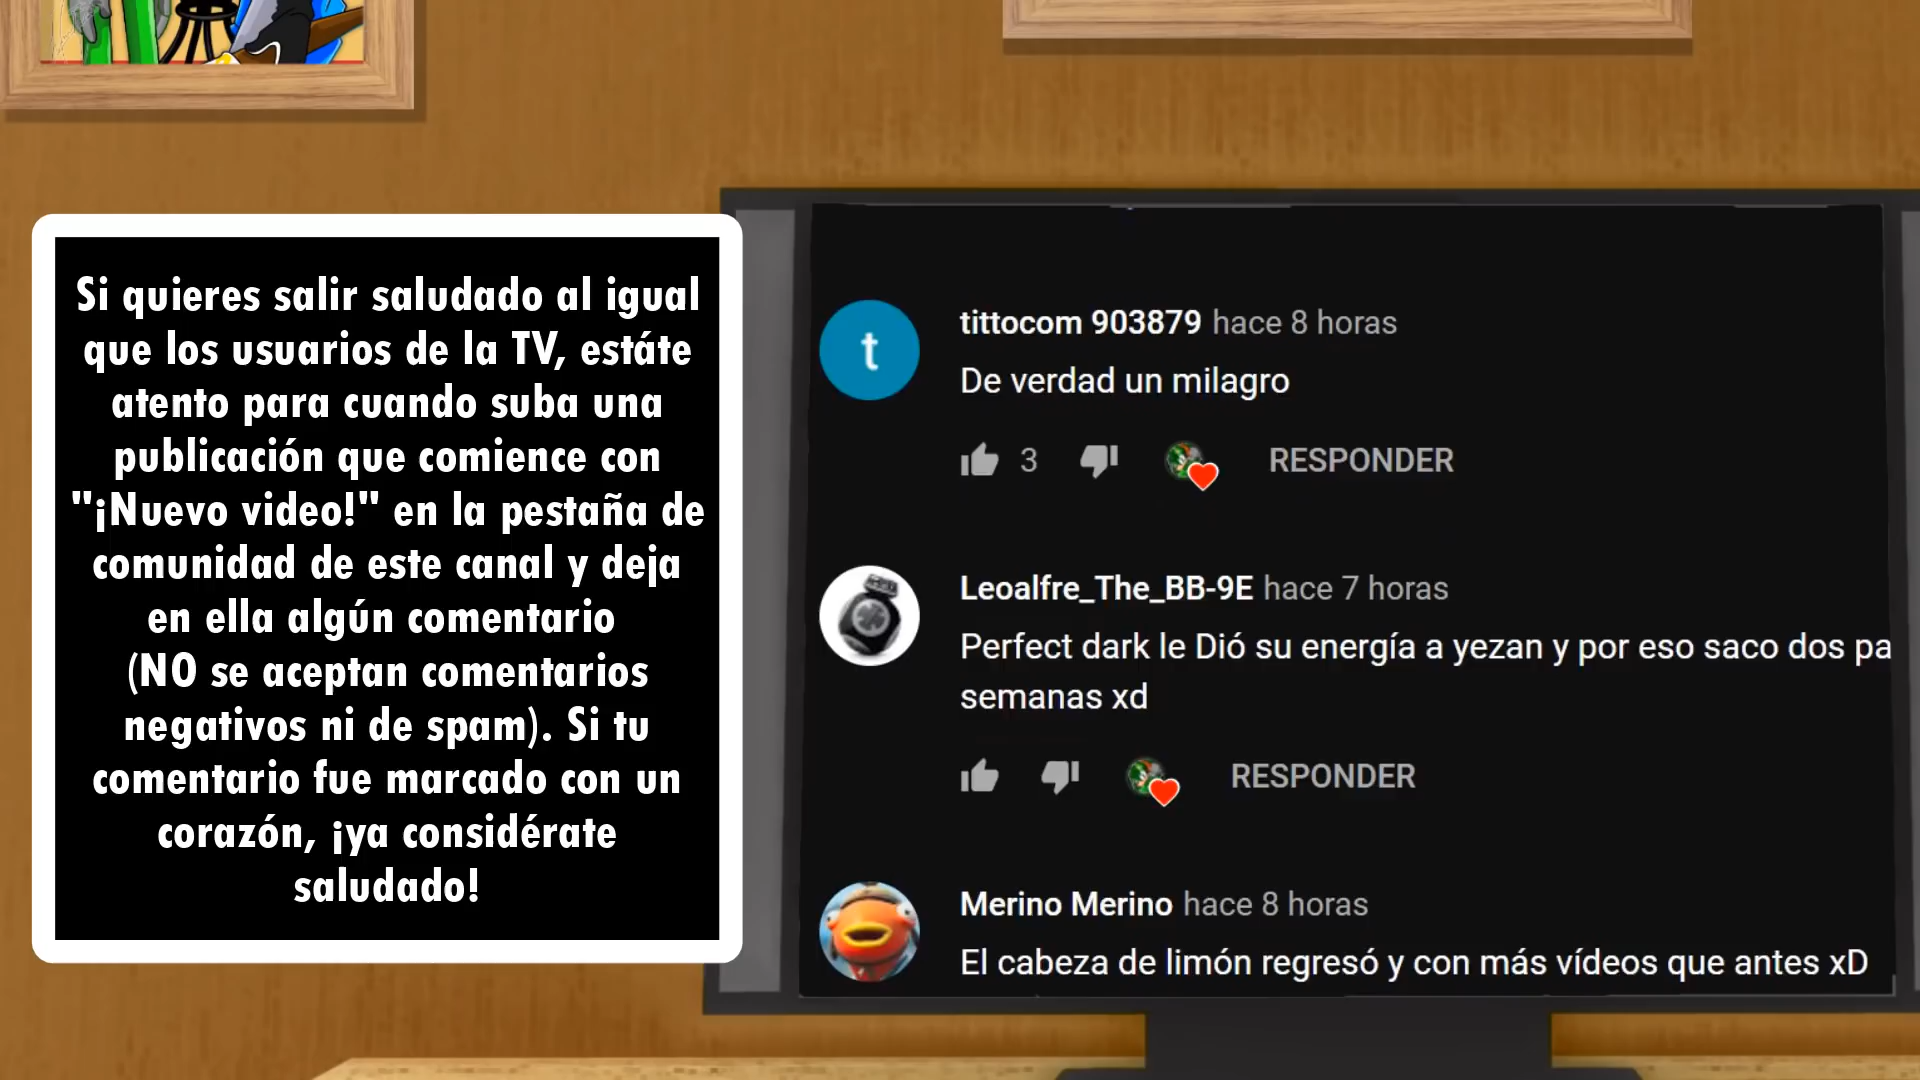 Si quieres salir saludado al igual
que los usuarios de la TV, estáte
atento para cuando suba una
publicación que comience con
"¡Nuevo video!" en la pestaña de
comunidad de este canal y deja
en ella algún comentario
(NO se aceptan comentarios
negativos ni de spam). Si tu
comentario fue marcado con un
corazón, ¡ya considérate
saludado!
t
tittocom 903879 hace 8 horas
De verdad un milagro
3 RESPONDER
Leoalfre_The_BB-9E hace 7 horas
Perfect dark le Dió su energía a yezan y por eso saco dos pa
semanas xd
RESPONDER
Merino Merino hace 8 horas
El cabeza de limón regresó y con más vídeos que antes xD